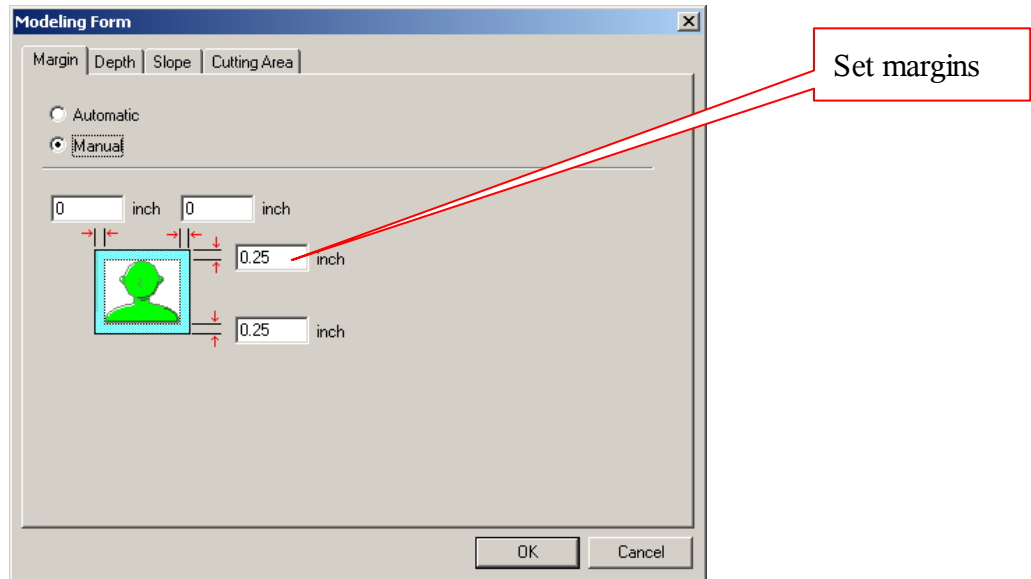 Modeling Form
Set margins
Margin Depth Slope Cutting Area
Automatic
Manual
0 inch 0 inch
0.25 inch
0.25 inch
OK Cancel